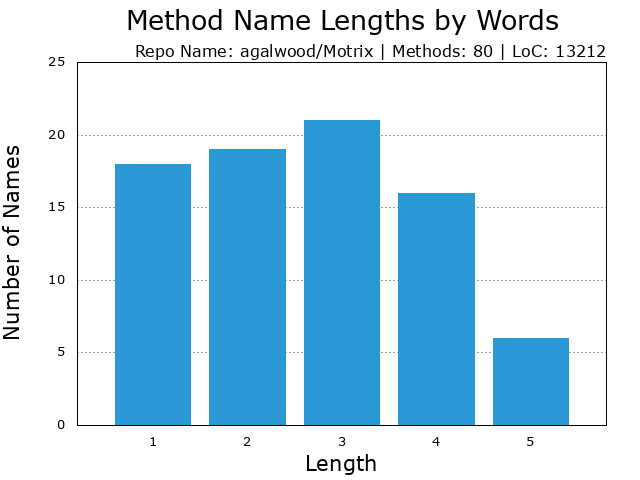 Method Name Lengths by Words
Repo Name: agalwood/Motrix | Methods: 80 | LoC: 13212
25
20
15
10
5
0
Number of Names
1 2 3 4 5
Length